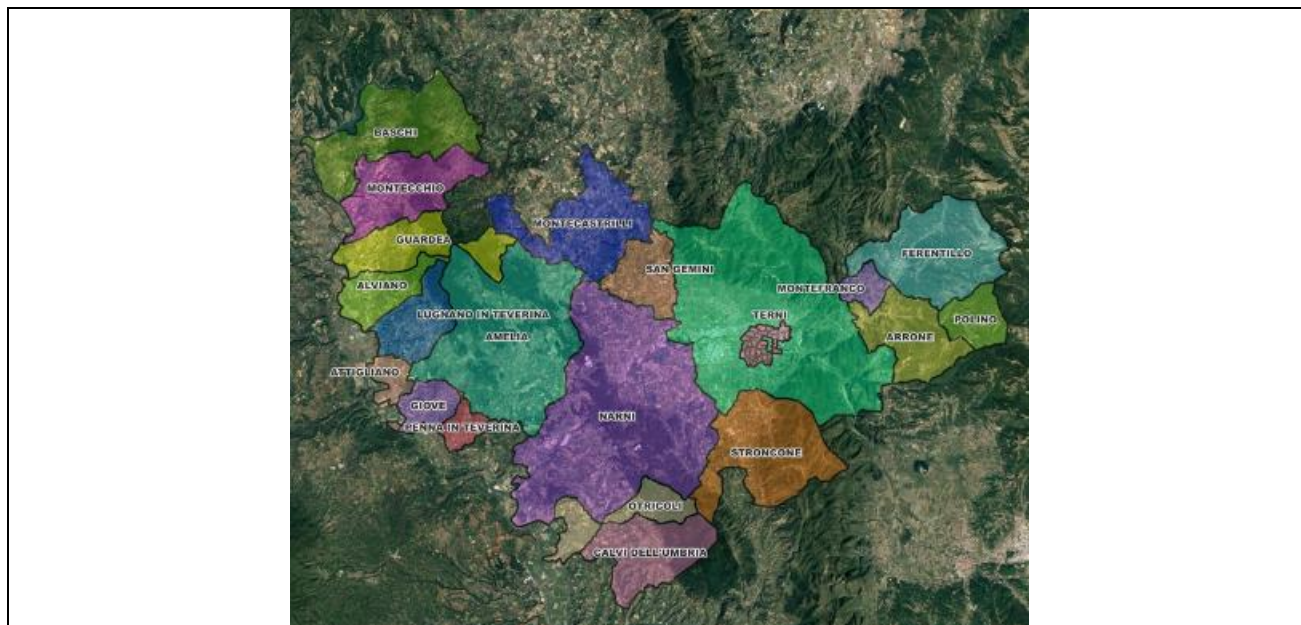 BASCHI
MONTECCHIO
MONTECASTRILLI
GUARDEA
FERENTILLO
SAN GEMINI
ALVIANO
MONTEFRANCO
LUGNANO IN TEVERINA
TERNI
POLINO
AMELIA
ARRONE
ATTIGLIANO
GIOVE
NARNI
PENNA IN TEVERINA
STRONCONE
OTRICOLI
CALVI DELL'UMBRIA